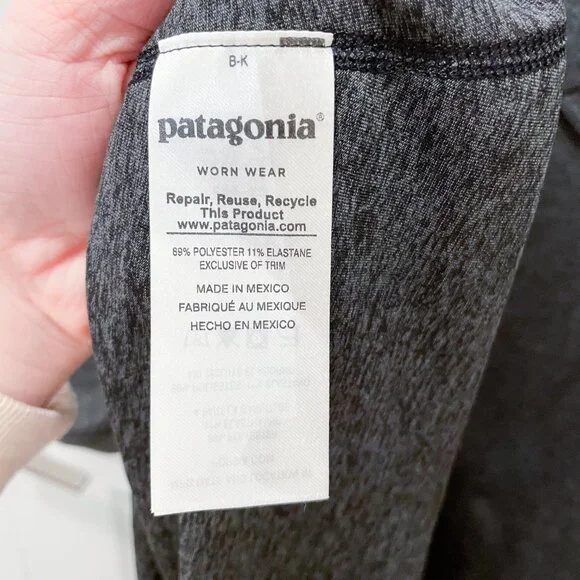 B-K
patagonia®
WORN WEAR
Repair, Reuse, Recycle
This Product
www.patagonia.com
89% POLYESTER 11% ELASTANE
EXCLUSIVE OF TRIM
MADE IN MEXICO
FABRIQUÉ AU MEXIQUE
HECHO EN MEXICO